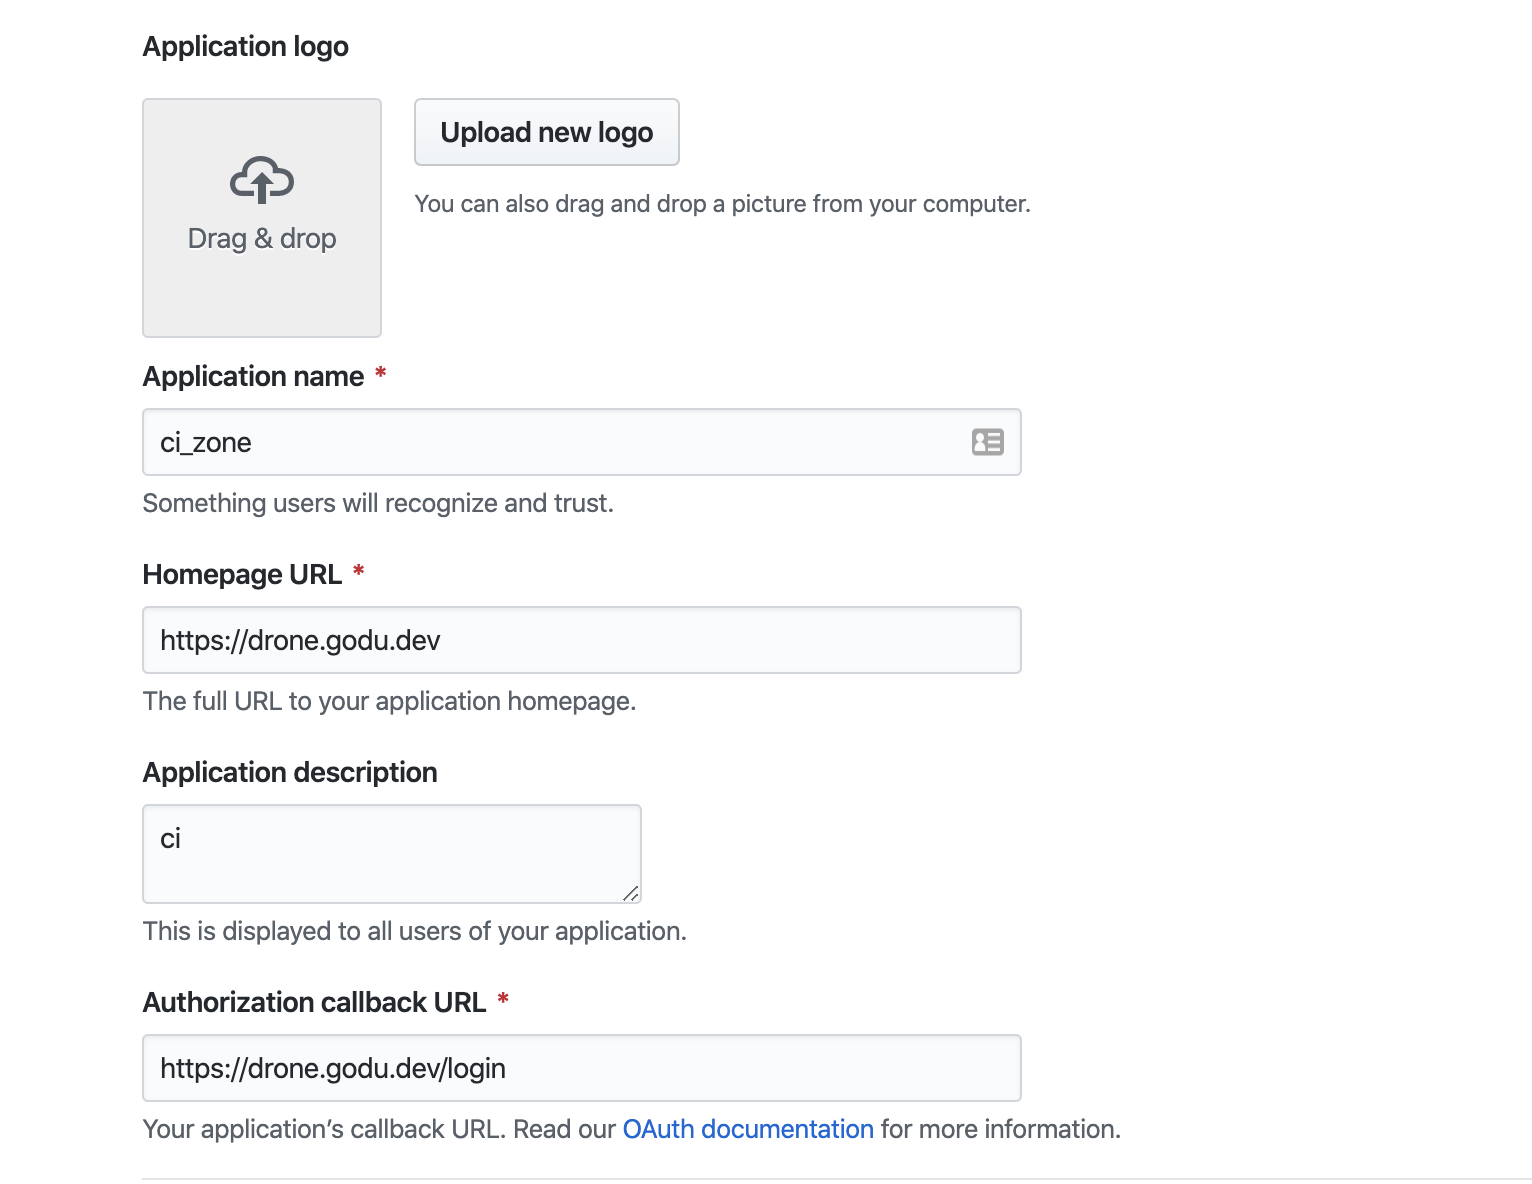 Application logo
Upload new logo
You can also drag and drop a picture from your computer.
Drag & drop
Application name *
ci_zone
Something users will recognize and trust.
Homepage URL *
https://drone.godu.dev
The full URL to your application homepage.
Application description
ci
This is displayed to all users of your application.
Authorization callback URL *
https://drone.godu.dev/login
Your application’s callback URL. Read our OAuth documentation for more information.